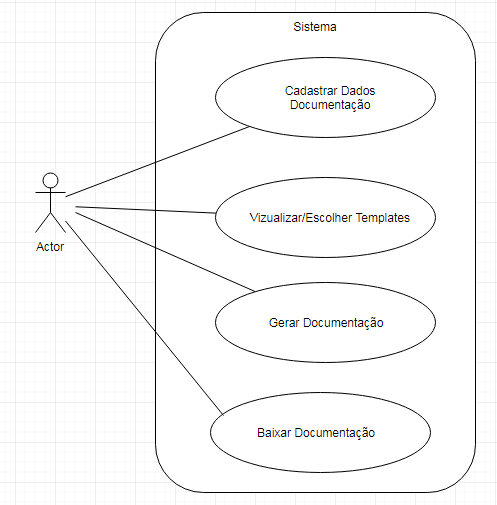 Sistema
Cadastrar Dados
Documentação
Vizualizar/Escolher Templates
Actor
Gerar Documentação
Baixar Documentação